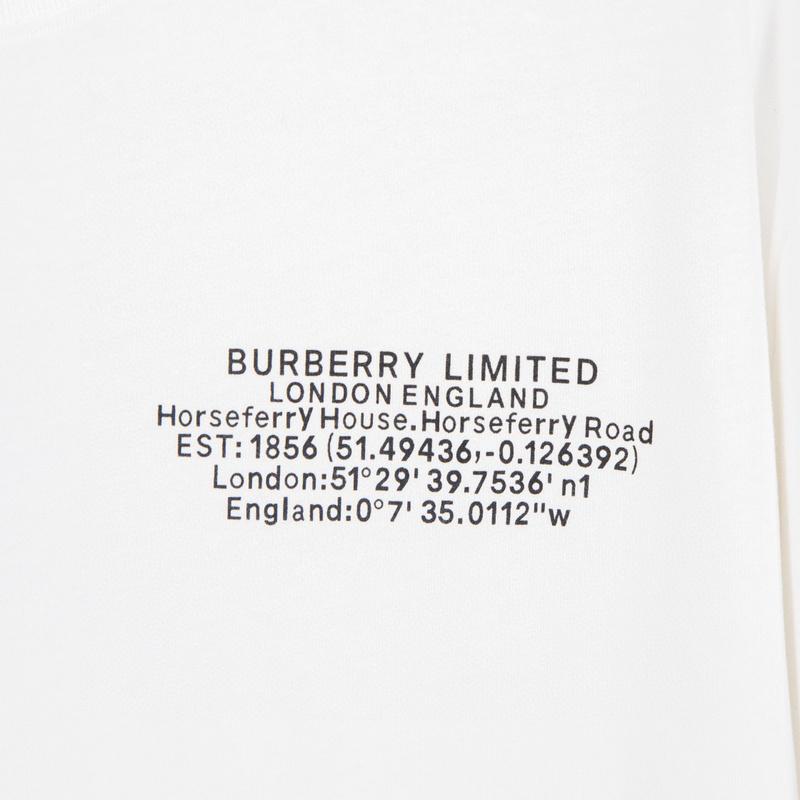 BURBERRY LIMITED
LONDON ENGLAND
Horseferry House.Horseferry Road
EST: 1856 (51.49436,-0.126392)
London:51°29' 39.7536' n1
England:0°7' 35.0112"w